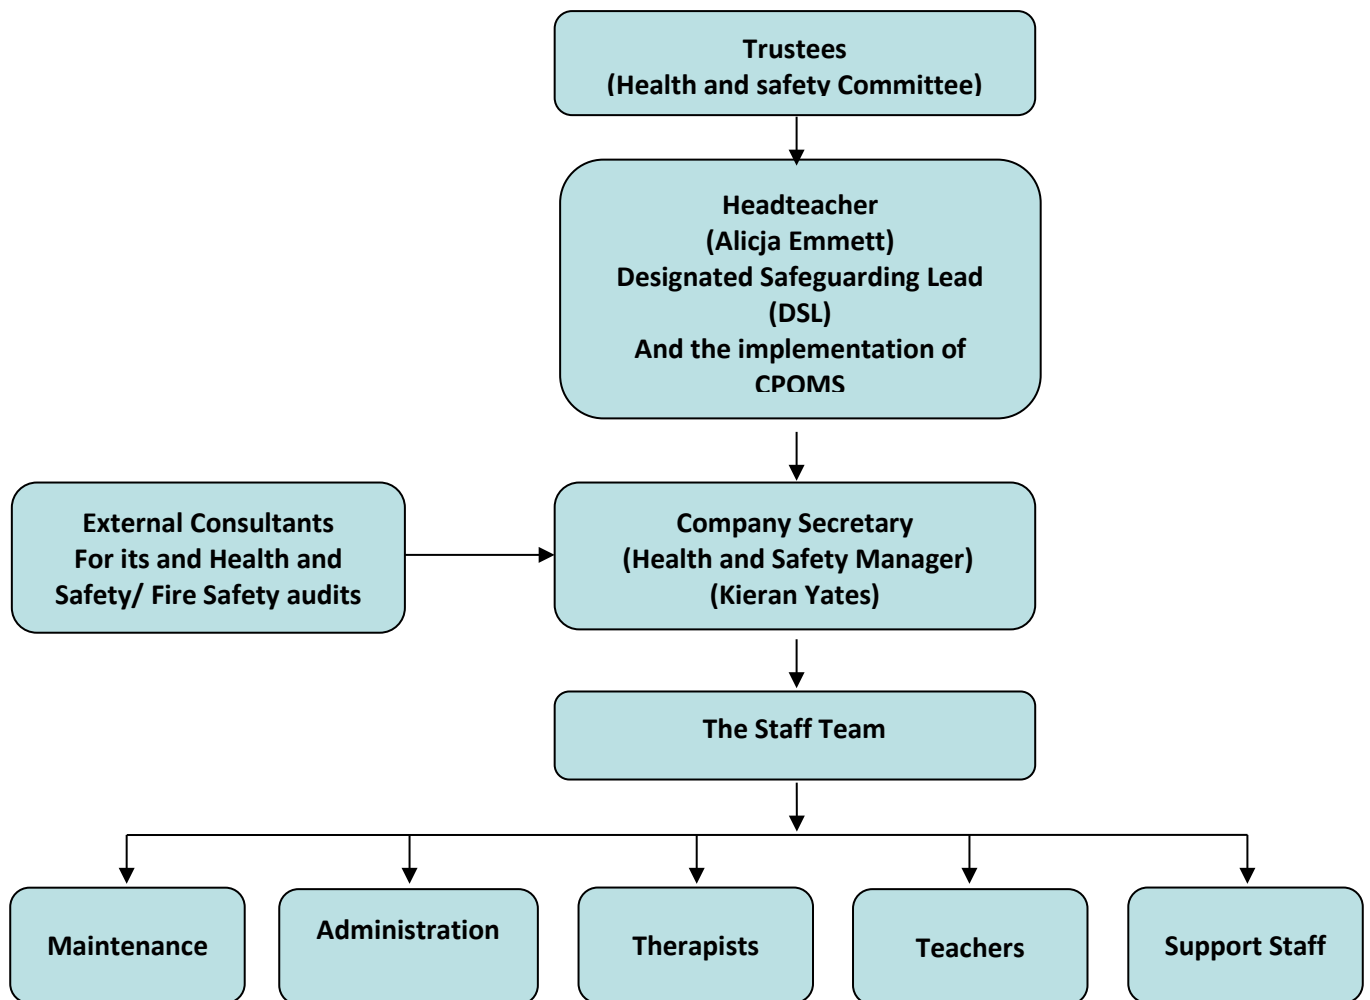 Trustees
(Health and safety Committee)
Headteacher
(Alicja Emmett)
Designated Safeguarding Lead
(DSL)
And the implementation of
CPOMS
External Consultants
For its and Health and
Safety/ Fire Safety audits
Company Secretary
(Health and Safety Manager)
(Kieran Yates)
The Staff Team
Maintenance
Administration
Therapists
Teachers
Support Staff